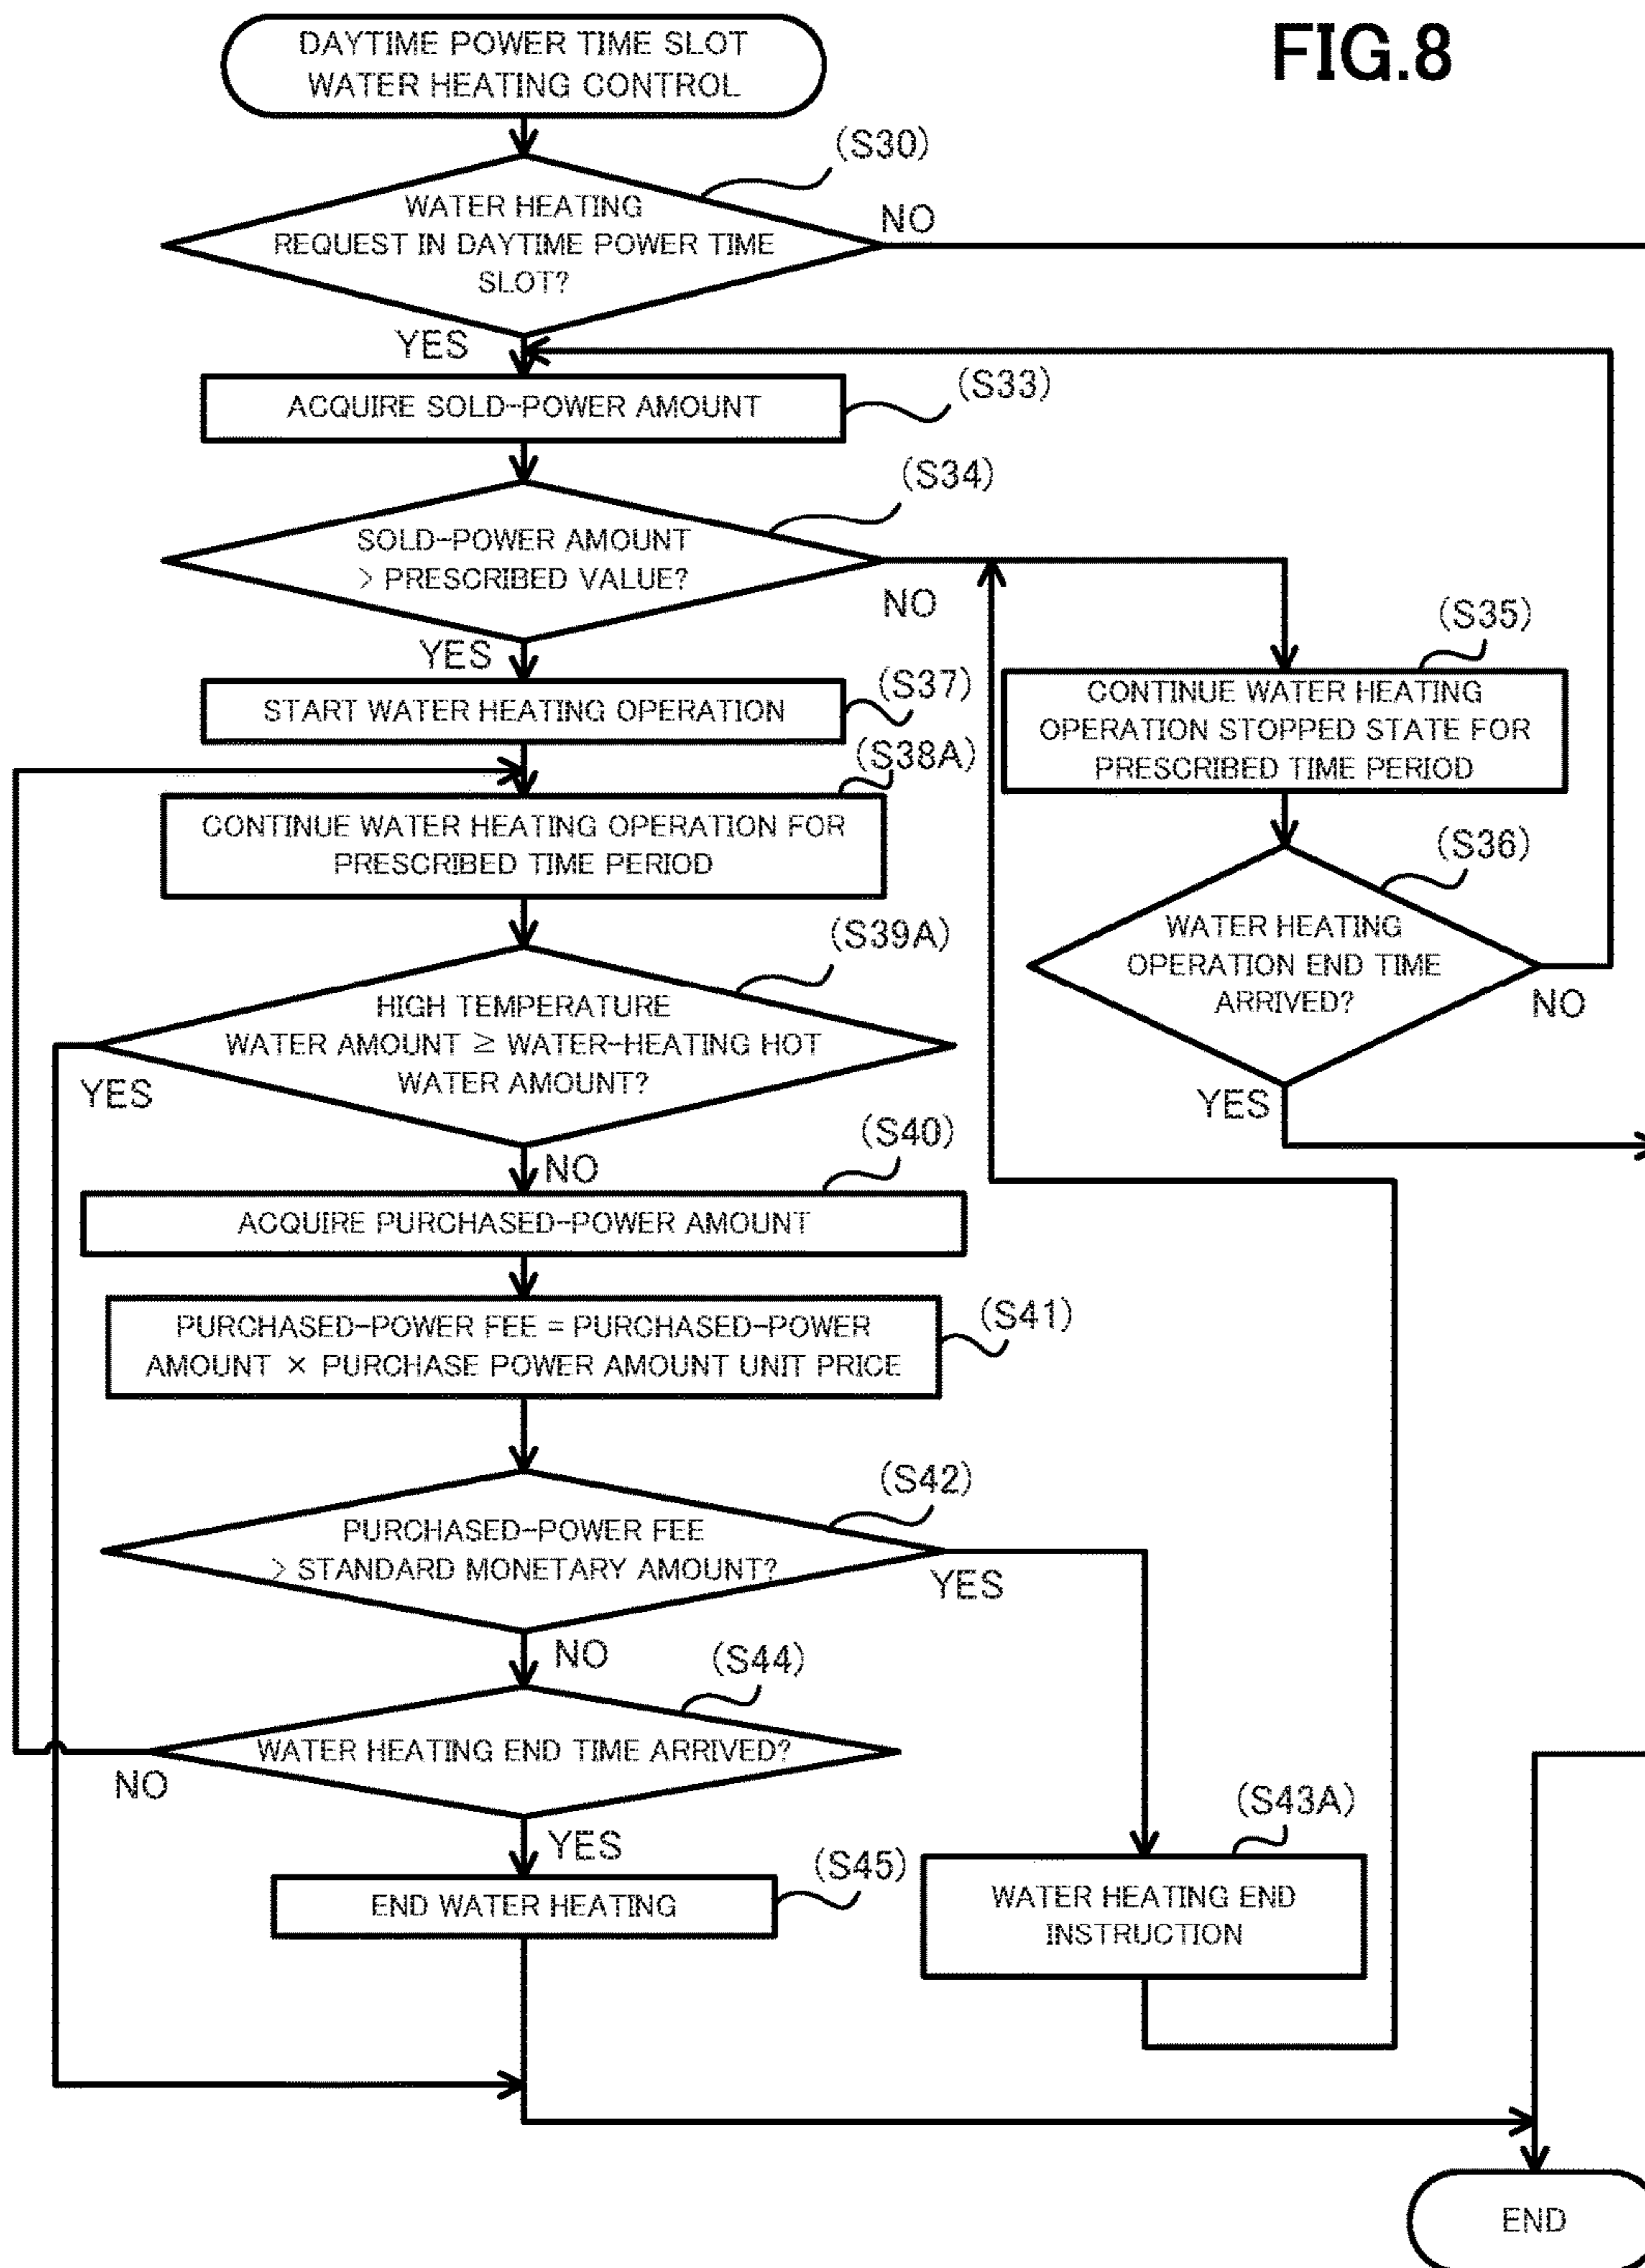 FIG.8
DAYTIME POWER TIME SLOT
WATER HEATING CONTROL
(S30)
WATER HEATING
REQUEST IN DAYTIME POWER TIME
SLOT?
NO
YES
(S33)
ACQUIRE SOLD-POWER AMOUNT
(S34)
SOLD-POWER AMOUNT
> PRESCRIBED VALUE?
NO
YES
(S35)
CONTINUE WATER HEATING
OPERATION STOPPED STATE FOR
PRESCRIBED TIME PERIOD
(S37)
START WATER HEATING OPERATION
(S38A)
CONTINUE WATER HEATING OPERATION FOR
PRESCRIBED TIME PERIOD
(S36)
WATER HEATING
OPERATION END TIME
ARRIVED?
NO
YES
(S39A)
HIGH TEMPERATURE
WATER AMOUNT ≥ WATER-HEATING HOT
WATER AMOUNT?
YES
NO
(S40)
ACQUIRE PURCHASED-POWER AMOUNT
(S41)
PURCHASED-POWER FEE = PURCHASED-POWER
AMOUNT × PURCHASE POWER AMOUNT UNIT PRICE
(S42)
PURCHASED-POWER FEE
> STANDARD MONETARY AMOUNT?
YES
NO
(S44)
WATER HEATING END TIME ARRIVED?
NO
YES
(S43A)
WATER HEATING END
INSTRUCTION
(S45)
END WATER HEATING
END